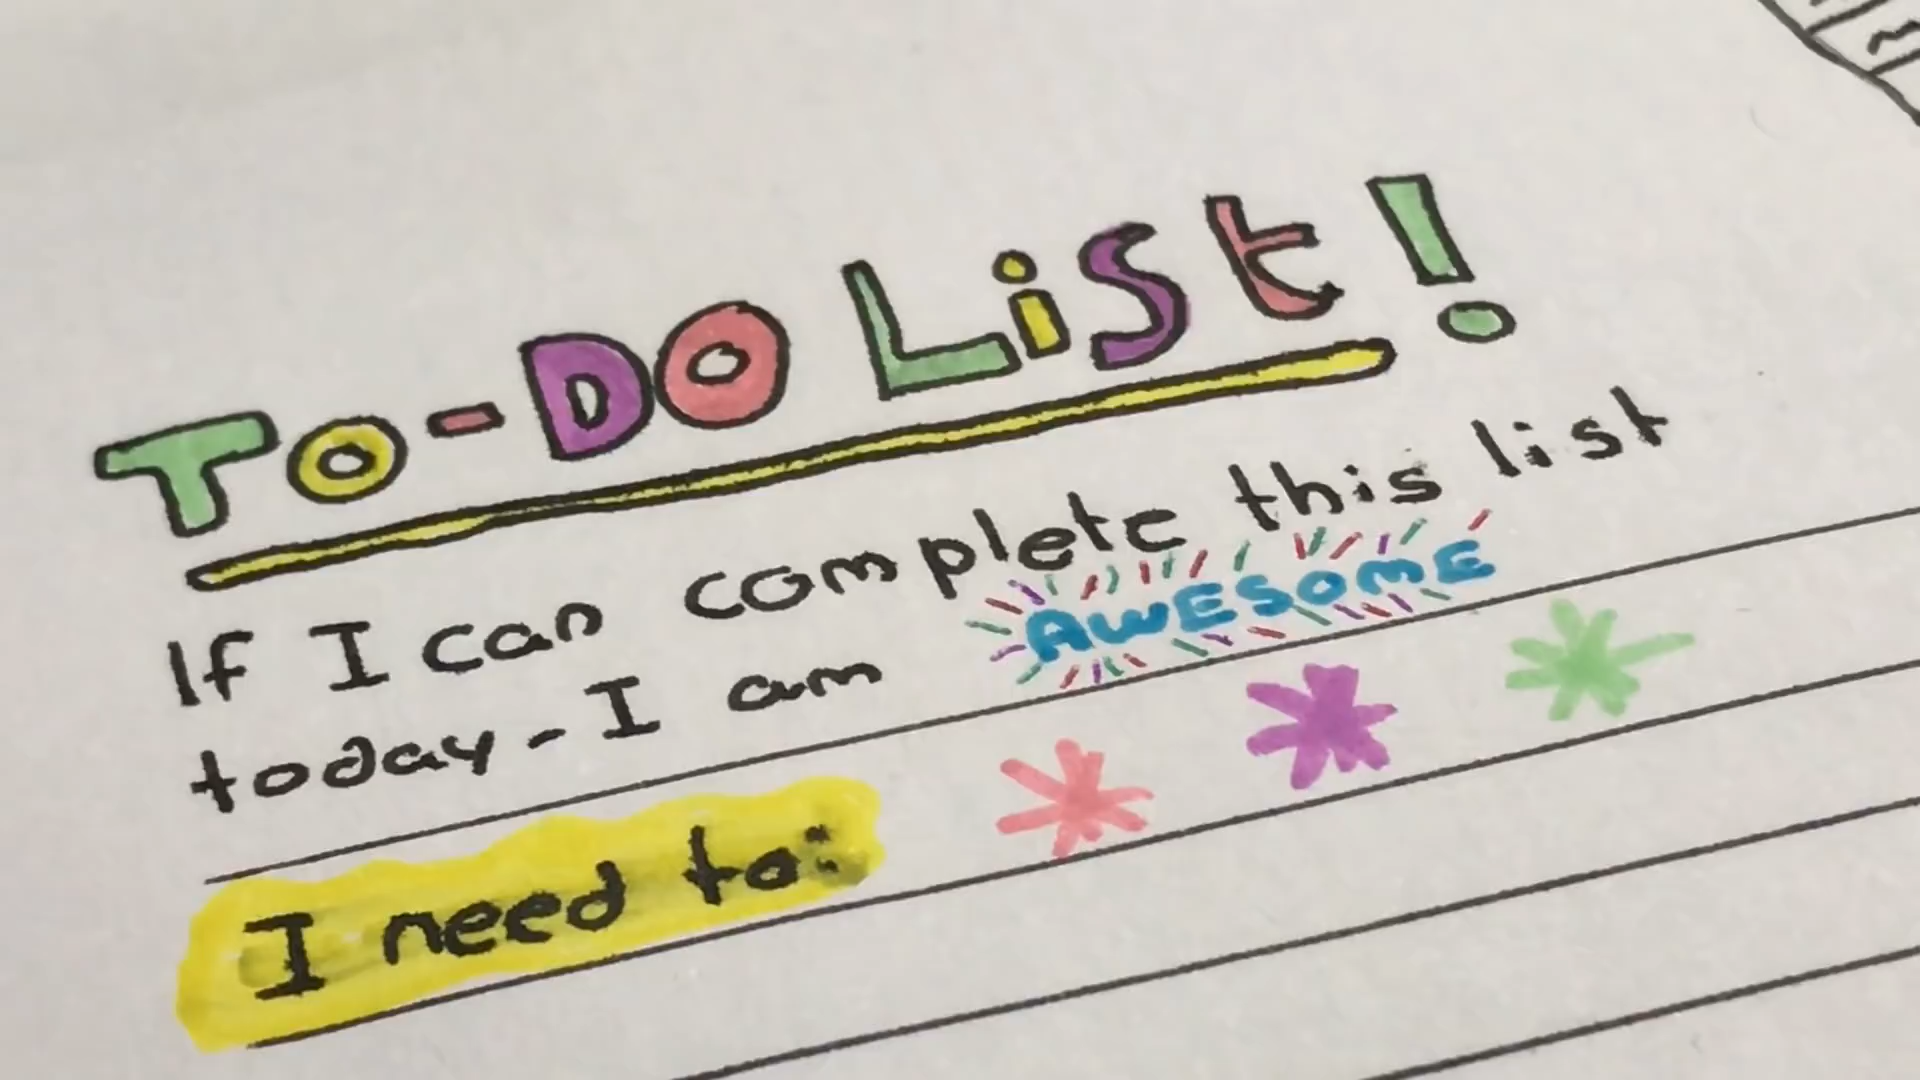 To-Do List!
If I can complete this list
today - I am AWESOME
I need to: